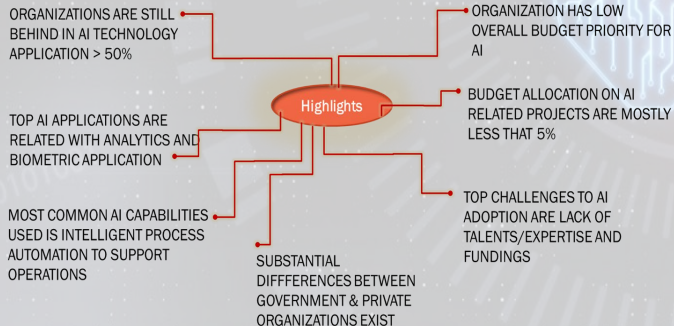 ORGANIZATIONS ARE STILL
BEHIND IN AI TECHNOLOGY
APPLICATION > 50%
ORGANIZATION HAS LOW
OVERALL BUDGET PRIORITY FOR
AI
Highlights
BUDGET ALLOCATION ON AI
RELATED PROJECTS ARE MOSTLY
LESS THAT 5%
TOP AI APPLICATIONS ARE
RELATED WITH ANALYTICS AND
BIOMETRIC APPLICATION
TOP CHALLENGES TO AI
ADOPTION ARE LACK OF
TALENTS/EXPERTISE AND
FUNDINGS
MOST COMMON AI CAPABILITIES
USED IS INTELLIGENT PROCESS
AUTOMATION TO SUPPORT
OPERATIONS
SUBSTANTIAL
DIFFFERENCES BETWEEN
GOVERNMENT & PRIVATE
ORGANIZATIONS EXIST